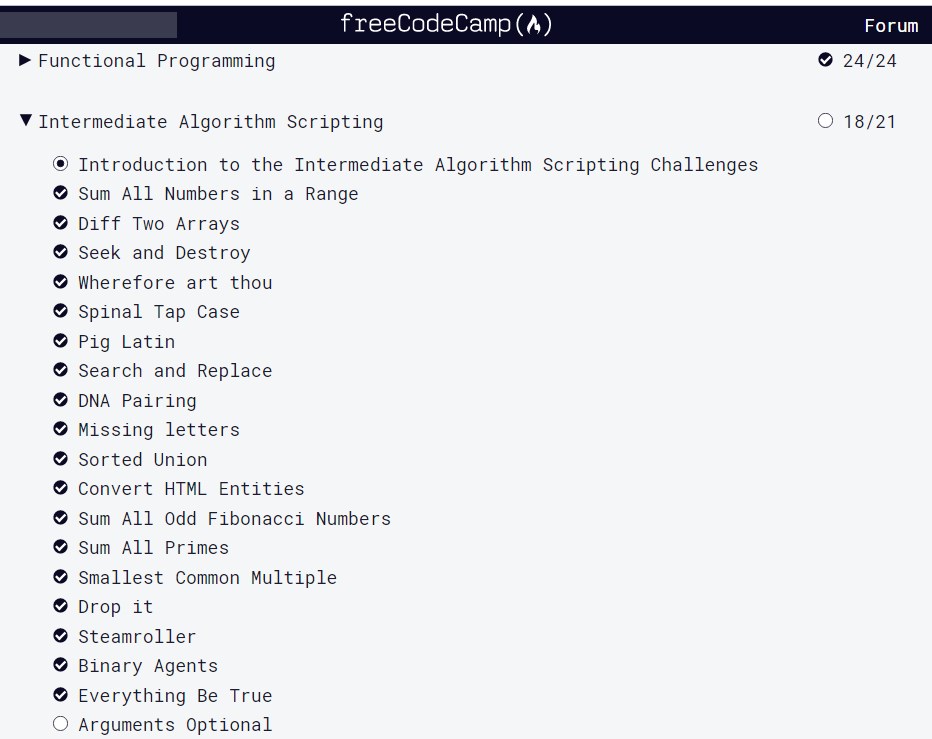 freeCodeCamp(🔥)
Forum
Functional Programming 24/24
Intermediate Algorithm Scripting 18/21
Introduction to the Intermediate Algorithm Scripting Challenges
Sum All Numbers in a Range
Diff Two Arrays
Seek and Destroy
Wherefore art thou
Spinal Tap Case
Pig Latin
Search and Replace
DNA Pairing
Missing letters
Sorted Union
Convert HTML Entities
Sum All Odd Fibonacci Numbers
Sum All Primes
Smallest Common Multiple
Drop it
Steamroller
Binary Agents
Everything Be True
Arguments Optional